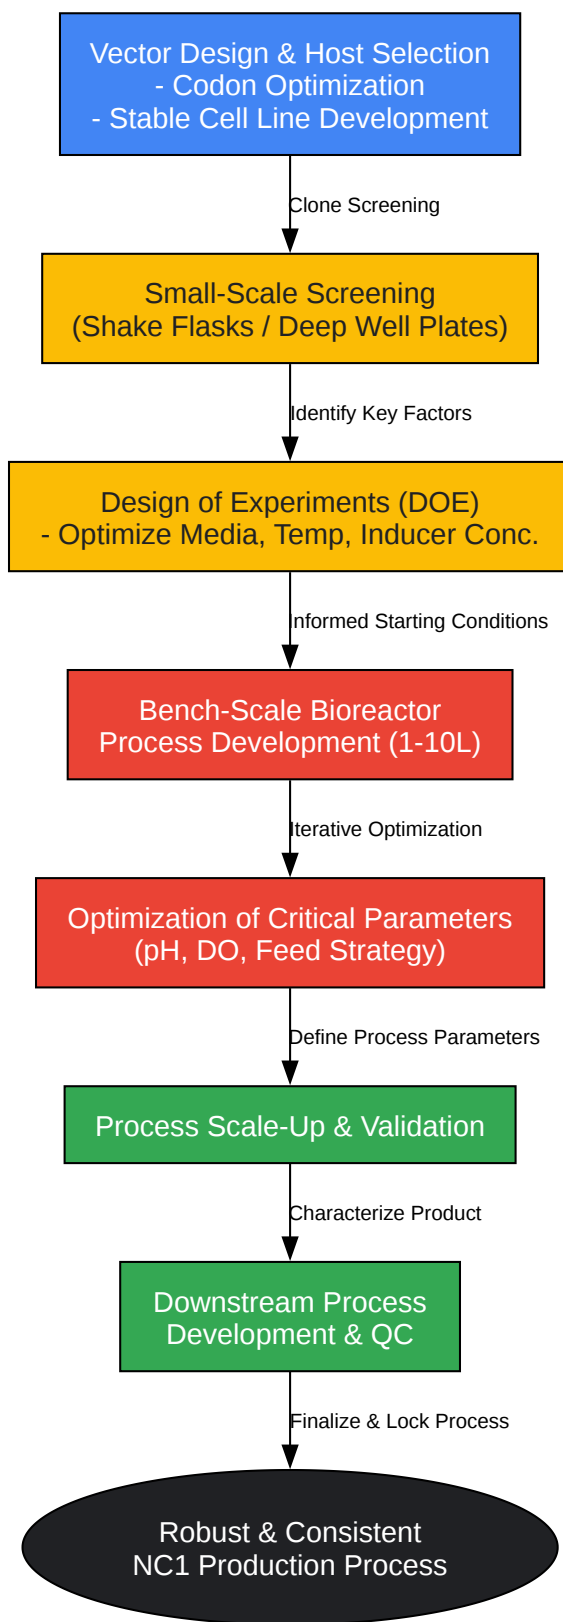 Vector Design & Host Selection
- Codon Optimization
- Stable Cell Line Development
Clone Screening
Small-Scale Screening
(Shake Flasks / Deep Well Plates)
Identify Key Factors
Design of Experiments (DOE)
- Optimize Media, Temp, Inducer Conc.
Informed Starting Conditions
Bench-Scale Bioreactor
Process Development (1-10L)
Iterative Optimization
Optimization of Critical Parameters
(pH, DO, Feed Strategy)
Define Process Parameters
Process Scale-Up & Validation
Characterize Product
Downstream Process
Development & QC
Finalize & Lock Process
Robust & Consistent
NC1 Production Process